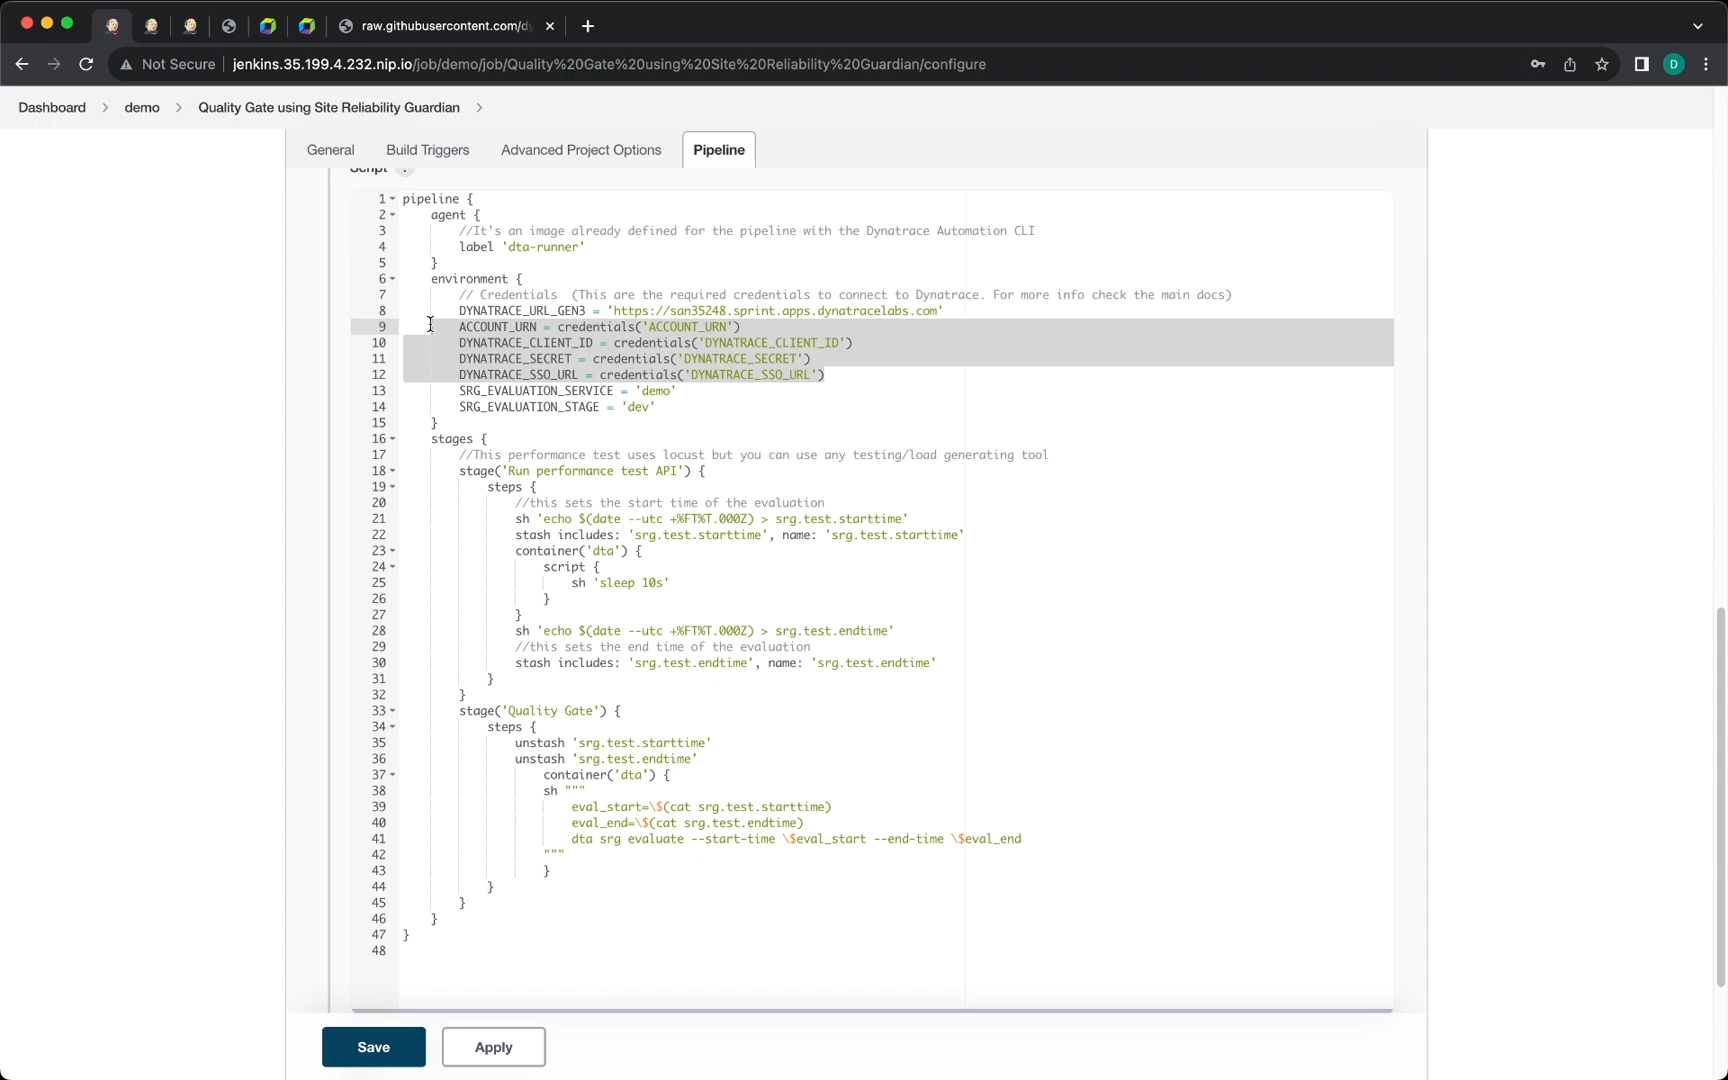 raw.githubusercontent.com/dy
Not Secure
jenkins.35.199.4.232.nip.io/job/demo/job/Quality%20Gate%20using%20Site%20Reliability%20Guardian/configure
D
Dashboard > demo > Quality Gate using Site Reliability Guardian >
General Build Triggers Advanced Project Options Pipeline
Script ?
1 pipeline {
2 agent {
3 //It's an image already defined for the pipeline with the Dynatrace Automation CLI
4 label 'dta-runner'
5 }
6 environment {
7 // Credentials  (This are the required credentials to connect to Dynatrace. For more info check the main docs)
8 DYNATRACE_URL_GEN3 = 'https://san35248.sprint.apps.dynatracelabs.com'
9 ACCOUNT_URN = credentials('ACCOUNT_URN')
10 DYNATRACE_CLIENT_ID = credentials('DYNATRACE_CLIENT_ID')
11 DYNATRACE_SECRET = credentials('DYNATRACE_SECRET')
12 DYNATRACE_SSO_URL = credentials('DYNATRACE_SSO_URL')
13 SRG_EVALUATION_SERVICE = 'demo'
14 SRG_EVALUATION_STAGE = 'dev'
15 }
16 stages {
17 //This performance test uses locust but you can use any testing/load generating tool
18 stage('Run performance test API') {
19 steps {
20 //this sets the start time of the evaluation
21 sh 'echo $(date --utc +%FT%T.000Z) > srg.test.starttime'
22 stash includes: 'srg.test.starttime', name: 'srg.test.starttime'
23 container('dta') {
24 script {
25 sh 'sleep 10s'
26 }
27 }
28 sh 'echo $(date --utc +%FT%T.000Z) > srg.test.endtime'
29 //this sets the end time of the evaluation
30 stash includes: 'srg.test.endtime', name: 'srg.test.endtime'
31 }
32 }
33 stage('Quality Gate') {
34 steps {
35 unstash 'srg.test.starttime'
36 unstash 'srg.test.endtime'
37 container('dta') {
38 sh """
39 eval_start=\$(cat srg.test.starttime)
40 eval_end=\$(cat srg.test.endtime)
41 dta srg evaluate --start-time \$eval_start --end-time \$eval_end
42 """
43 }
44 }
45 }
46 }
47 }
48
Save Apply